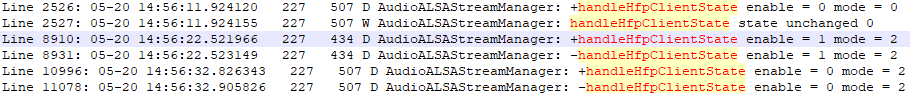 Line 2526: 05-20 14:56:11.924120 227 507 D AudioALSAStreamManager: +handleHfpClientState enable = 0 mode = 0
Line 2527: 05-20 14:56:11.924155 227 507 W AudioALSAStreamManager: handleHfpClientState state unchanged 0
Line 8910: 05-20 14:56:22.521966 227 434 D AudioALSAStreamManager: +handleHfpClientState enable = 1 mode = 2
Line 8931: 05-20 14:56:22.523149 227 434 D AudioALSAStreamManager: -handleHfpClientState enable = 1 mode = 2
Line 10996: 05-20 14:56:32.826343 227 507 D AudioALSAStreamManager: +handleHfpClientState enable = 0 mode = 2
Line 11078: 05-20 14:56:32.905826 227 507 D AudioALSAStreamManager: -handleHfpClientState enable = 0 mode = 2